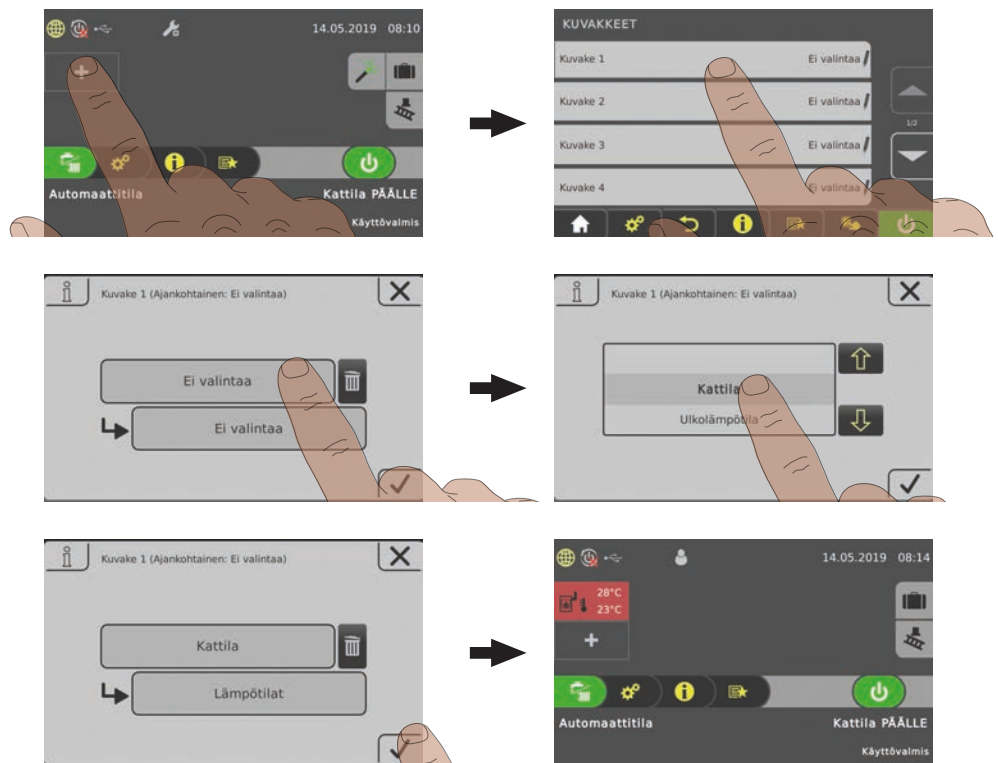 14.05.2019 08:10
+
Automaattitila
Kattila PÄÄLLE
Käyttövalmis
KUVAKKEET
Kuvake 1 Ei valintaa
Kuvake 2 Ei valintaa
1/2
Kuvake 3 Ei valintaa
Kuvake 4 Ei valintaa
i
i
Kuvake 1 (Ajankohtainen: Ei valintaa)
Ei valintaa
Ei valintaa
i
Kuvake 1 (Ajankohtainen: Ei valintaa)
Kattila
Ulkolämpötila
i
Kuvake 1 (Ajankohtainen: Ei valintaa)
Kattila
Lämpötilat
14.05.2019 08:14
28°C
23°C
+
i
Automaattitila
Kattila PÄÄLLE
Käyttövalmis